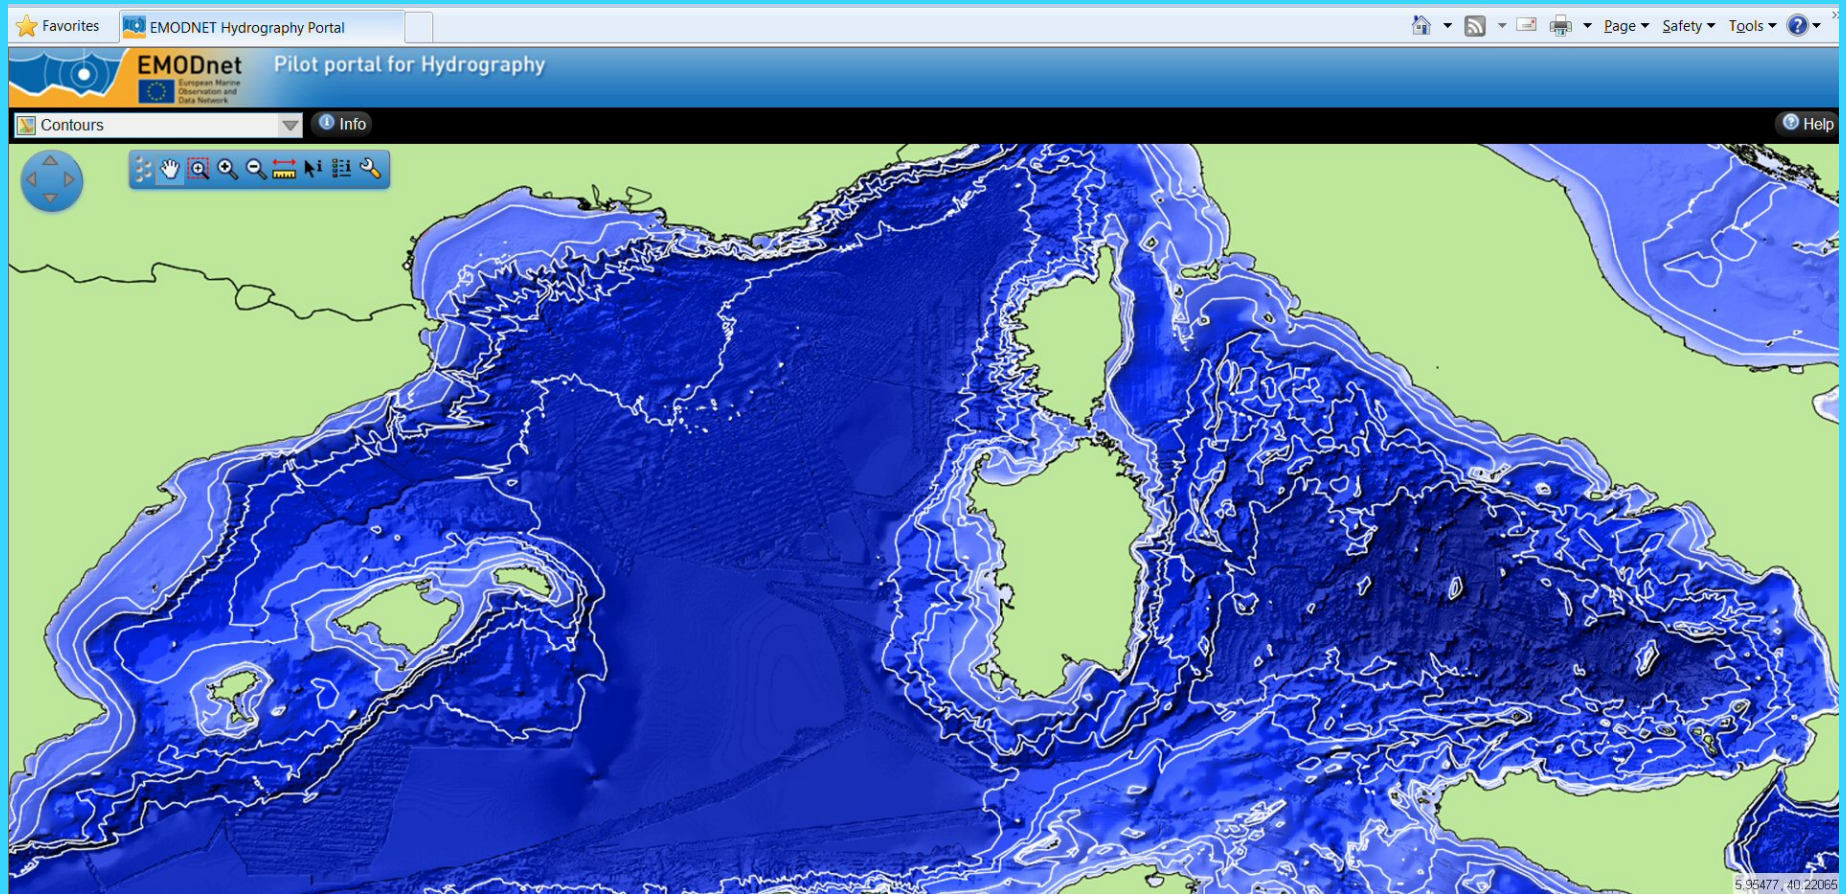 Favorites
EMODNET Hydrography Portal
Page
Safety
Tools
EMODnet
European Marine
Observation and
Data Network
Pilot portal for Hydrography
Contours
Info
Help
5.95477, 40.22065